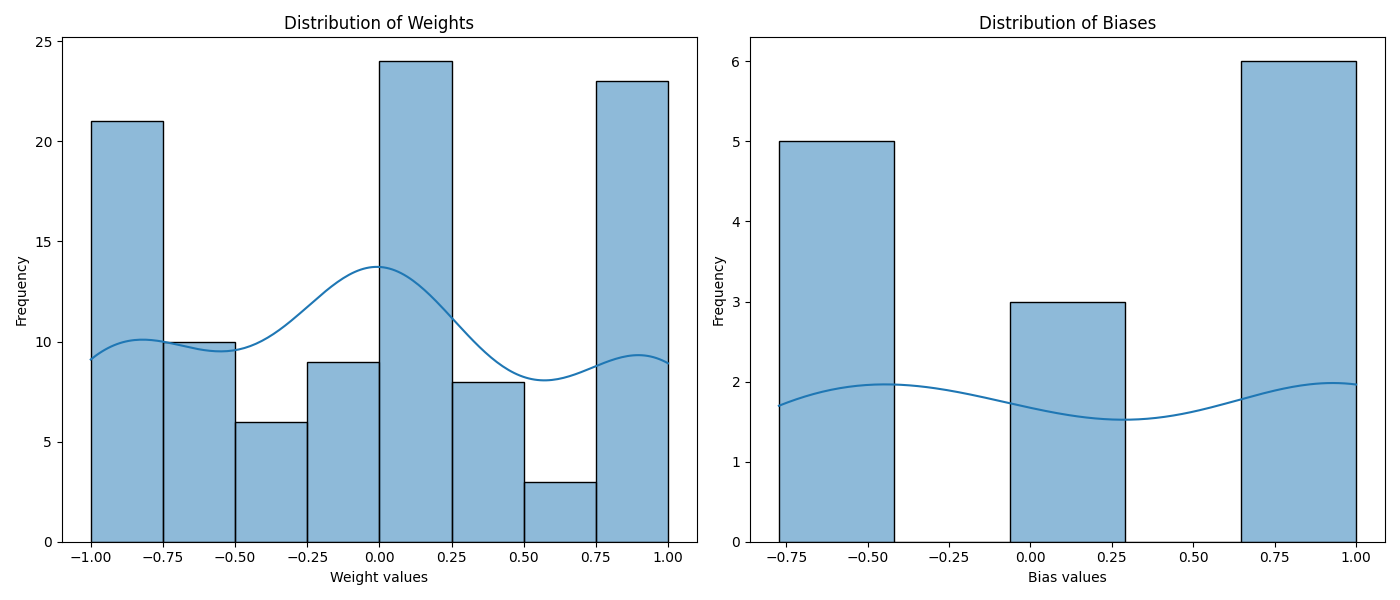 Distribution of Weights
Frequency
25
20
15
10
5
0
−1.00 −0.75 −0.50 −0.25 0.00 0.25 0.50 0.75 1.00
Weight values
Distribution of Biases
Frequency
6
5
4
3
2
1
0
−0.75 −0.50 −0.25 0.00 0.25 0.50 0.75 1.00
Bias values